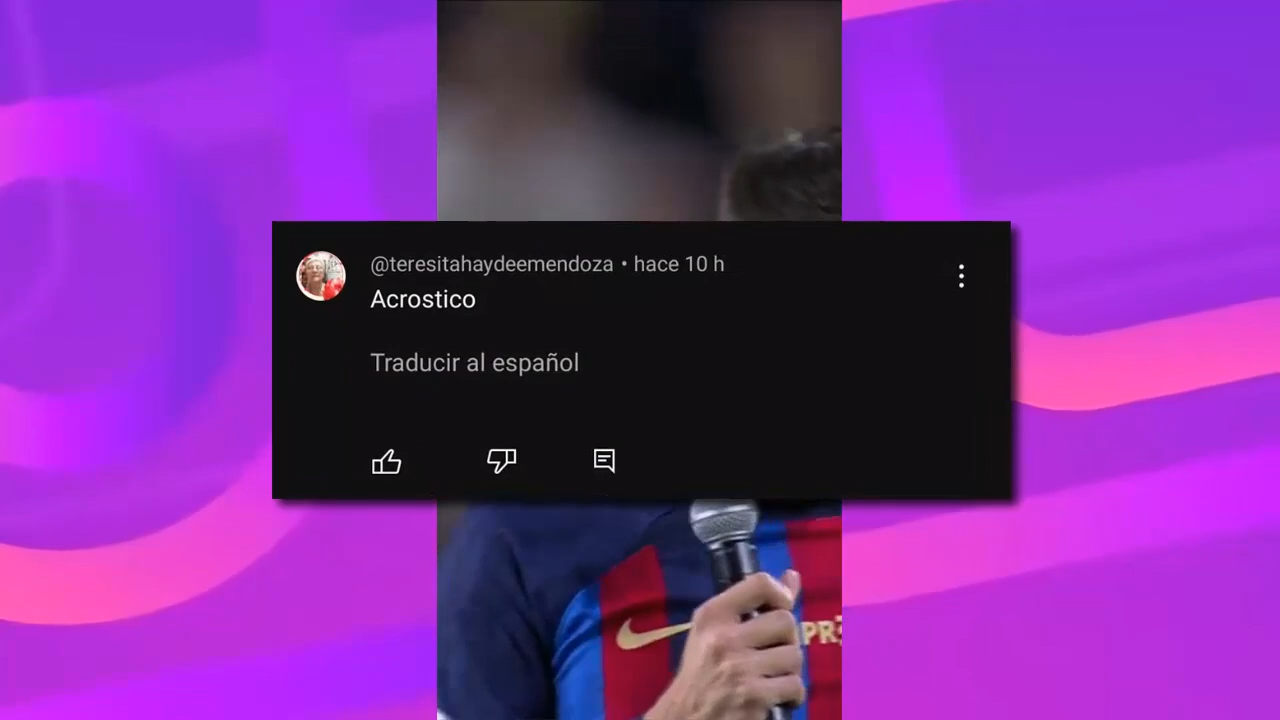 @teresitahaydeemendoza • hace 10 h
Acrostico
Traducir al español